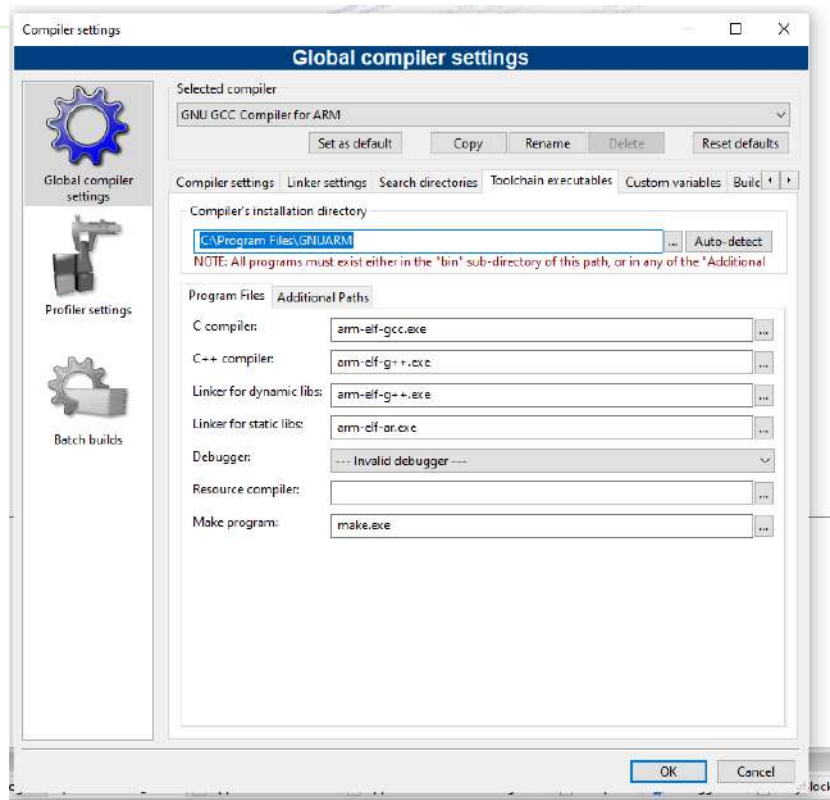 Compiler settings
Global compiler settings
Global compiler
settings
Profiler settings
Batch builds
Selected compiler
GNU GCC Compiler for ARM
Set as default Copy Rename Delete Reset defaults
Compiler settings Linker settings Search directories Toolchain executables Custom variables Builc
Compiler's installation directory
C:\Program Files\GNUARM ... Auto-detect
NOTE: All programs must exist either in the "bin" sub-directory of this path, or in any of the "Additional
Program Files Additional Paths
C compiler: arm-elf-gcc.exe ...
C++ compiler: arm-elf-g++.exe ...
Linker for dynamic libs: arm-elf-g++.exe ...
Linker for static libs: arm-elf-ar.exe ...
Debugger: --- Invalid debugger ---
Resource compiler: ...
Make program: make.exe ...
OK Cancel